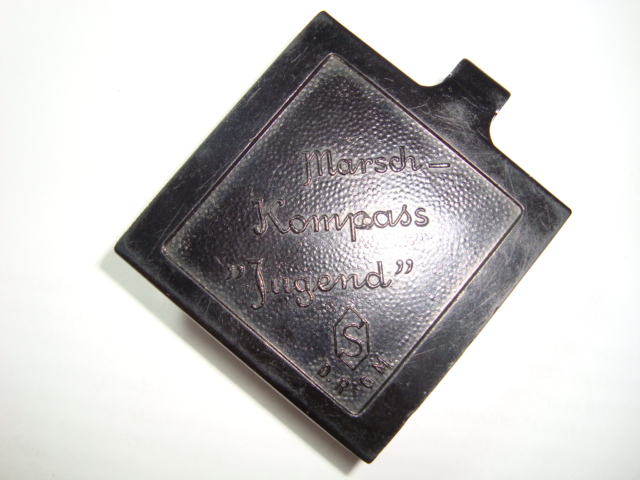 Marsch-
Kompass
"Jugend"
S
D.R.G.M.